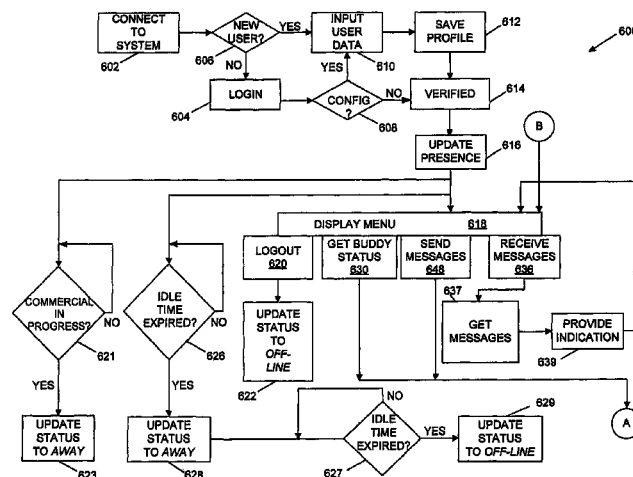 CONNECT
TO
SYSTEM
602
NEW
USER?
606
YES
NO
INPUT
USER
DATA
610
SAVE
PROFILE
612
LOGIN
604
CONFIG
?
608
YES
NO
VERIFIED
614
B
UPDATE
PRESENCE
616
DISPLAY MENU 618
LOGOUT
620
GET BUDDY
STATUS
630
SEND
MESSAGES
648
RECEIVE
MESSAGES
636
COMMERCIAL
IN
PROGRESS?
NO
621
YES
IDLE
TIME
EXPIRED?
NO
626
YES
UPDATE
STATUS
TO
OFF-
LINE
622
637
GET
MESSAGES
PROVIDE
INDICATION
639
A
UPDATE
STATUS
TO AWAY
623
UPDATE
STATUS
TO AWAY
628
NO
IDLE
TIME
EXPIRED?
627
YES
629
UPDATE
STATUS
TO OFF-LINE